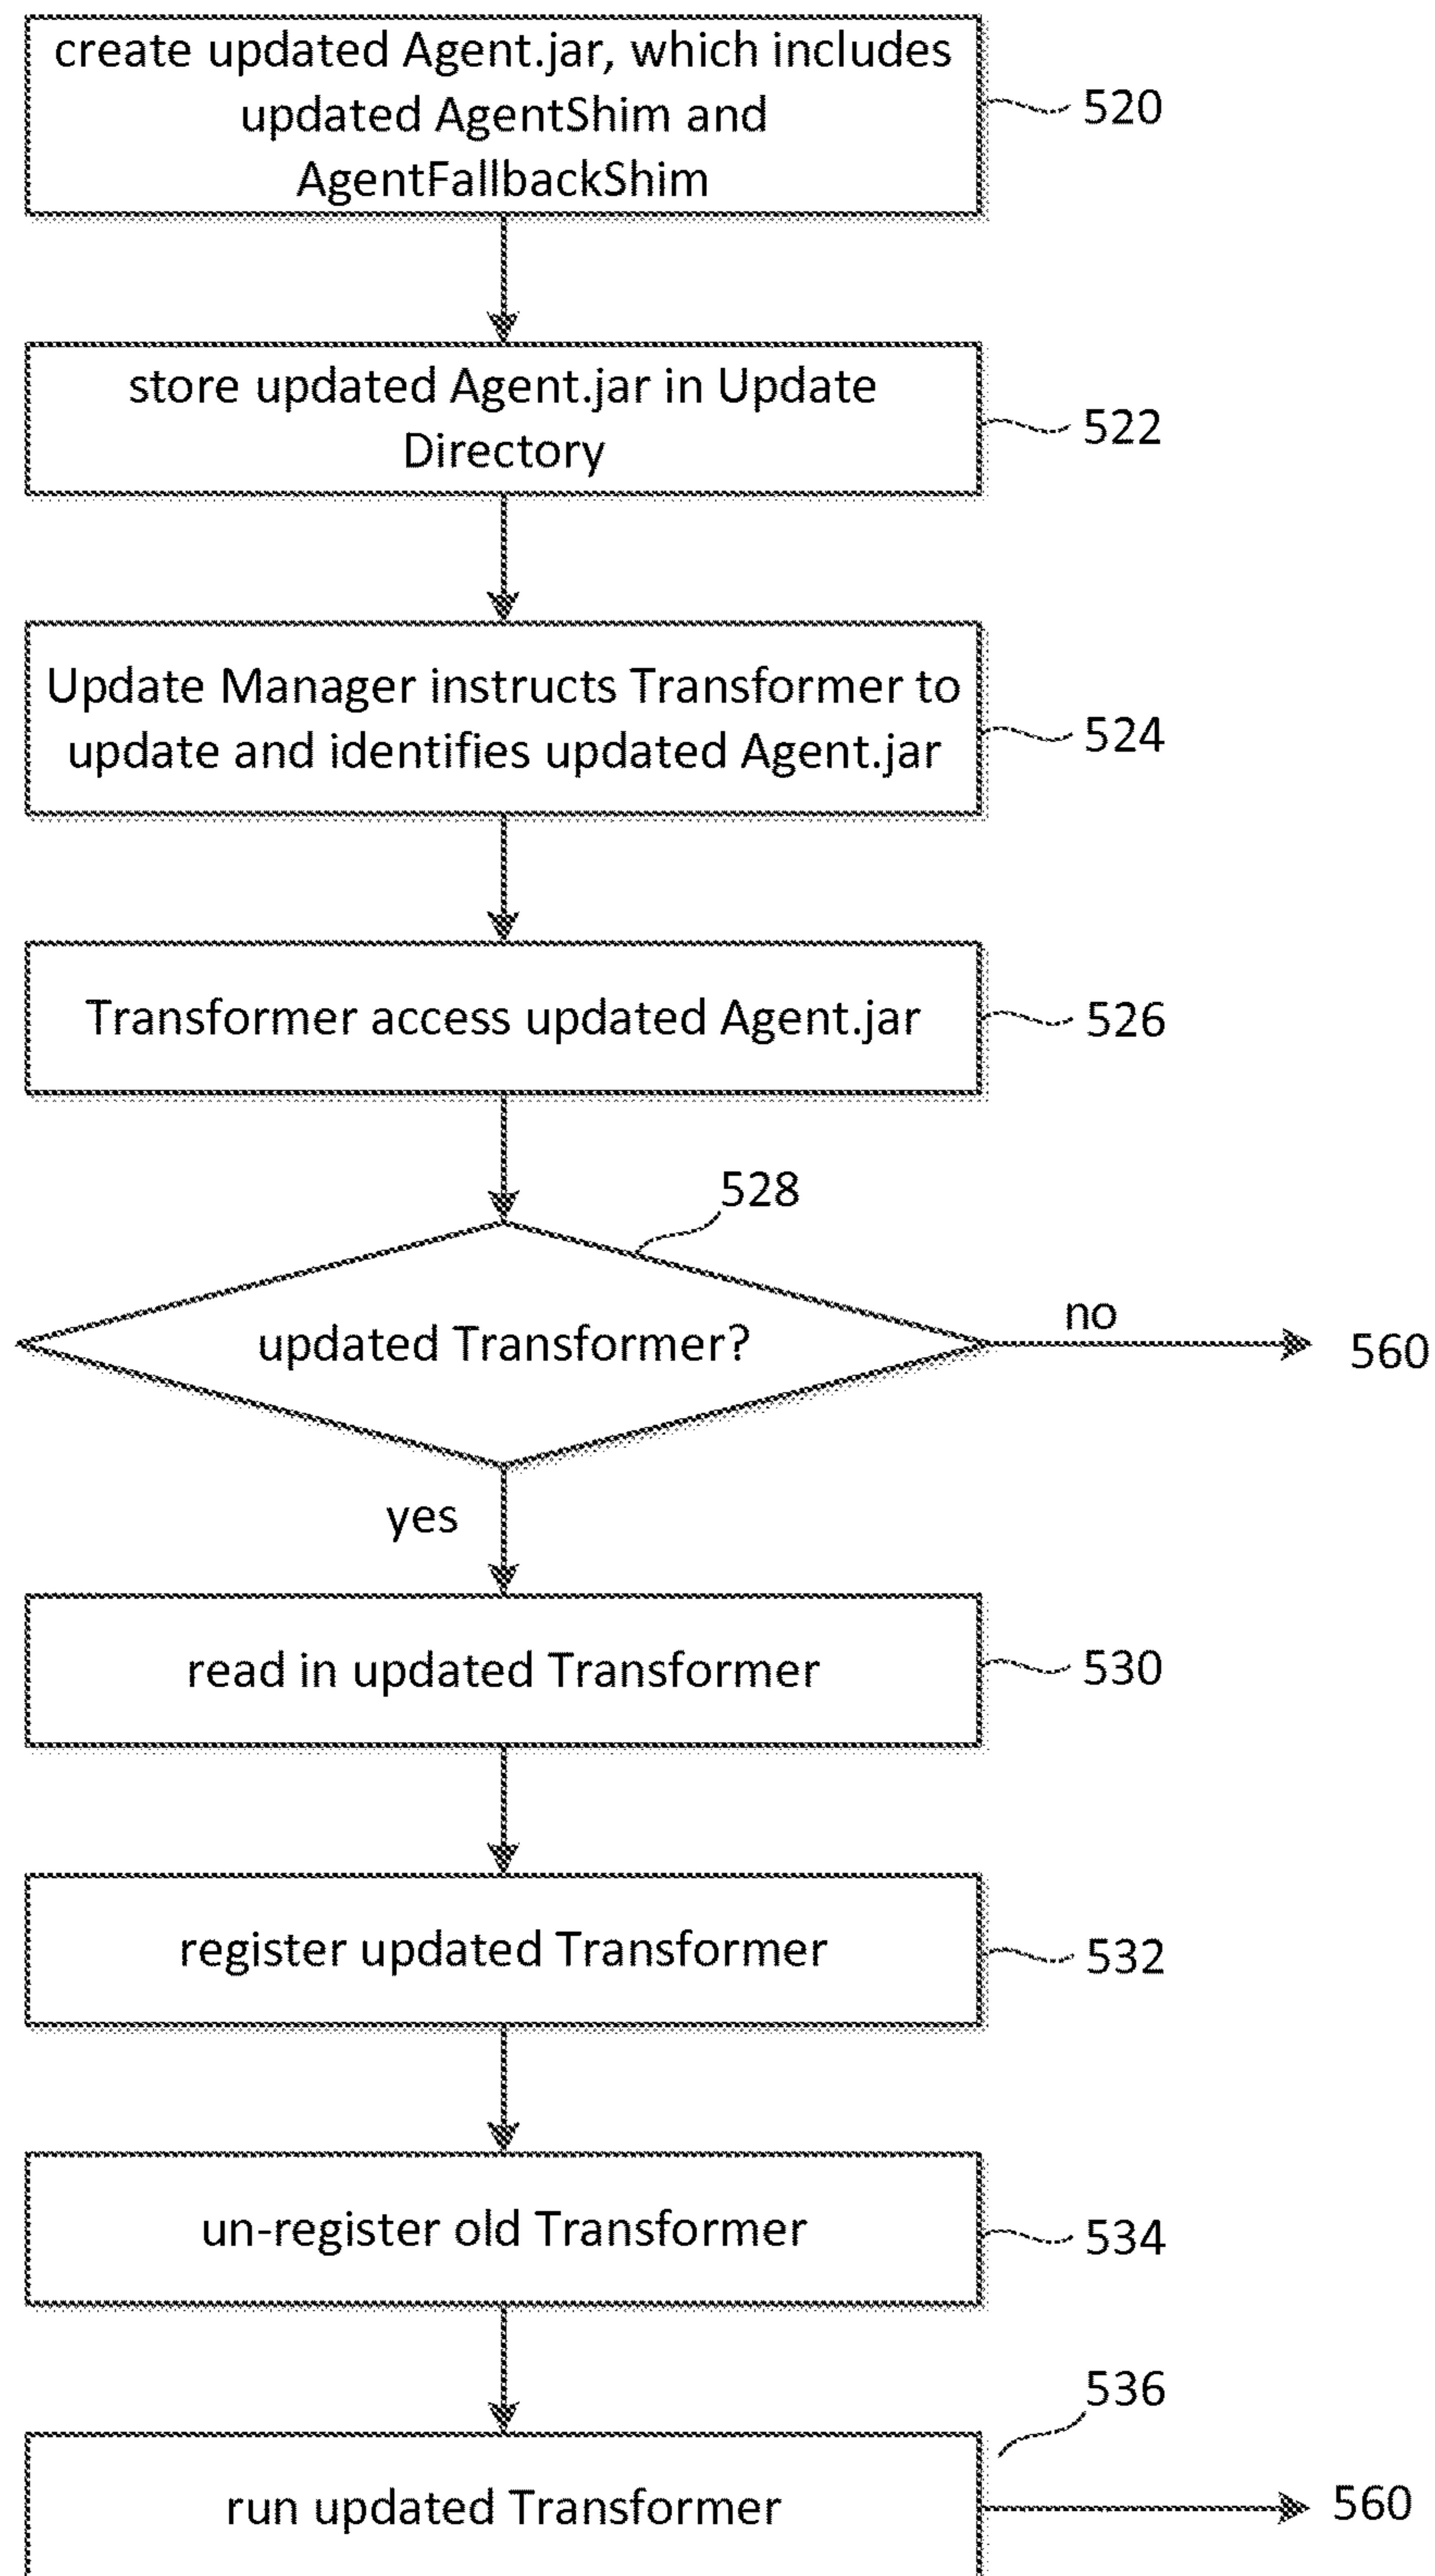 create updated Agent.jar, which includes
updated AgentShim and
AgentFallbackShim
520
store updated Agent.jar in Update
Directory
522
Update Manager instructs Transformer to
update and identifies updated Agent.jar
524
Transformer access updated Agent.jar
526
528
updated Transformer?
no
560
yes
read in updated Transformer
530
register updated Transformer
532
un-register old Transformer
534
536
run updated Transformer
560